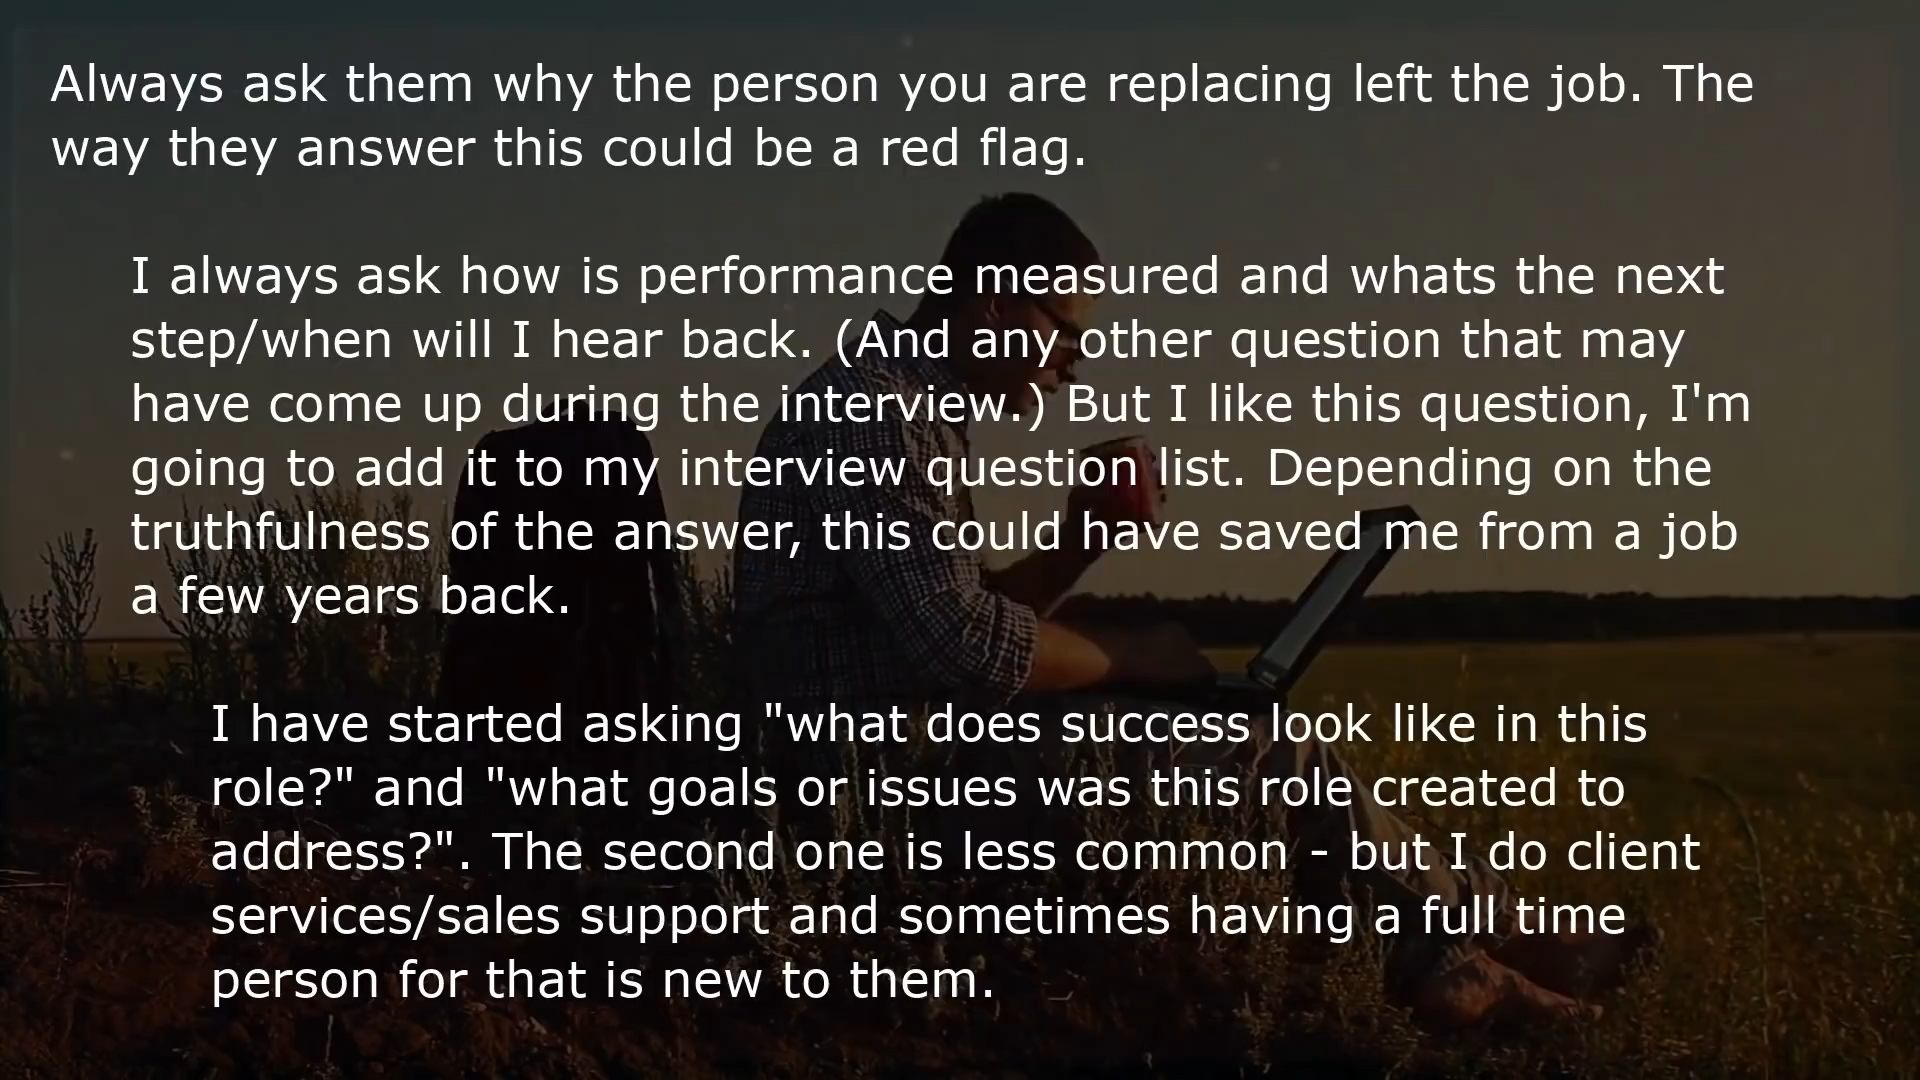 Always ask them why the person you are replacing left the job. The
way they answer this could be a red flag.
I always ask how is performance measured and whats the next
step/when will I hear back. (And any other question that may
have come up during the interview.) But I like this question, I'm
going to add it to my interview question list. Depending on the
truthfulness of the answer, this could have saved me from a job
a few years back.
I have started asking "what does success look like in this
role?" and "what goals or issues was this role created to
address?". The second one is less common - but I do client
services/sales support and sometimes having a full time
person for that is new to them.